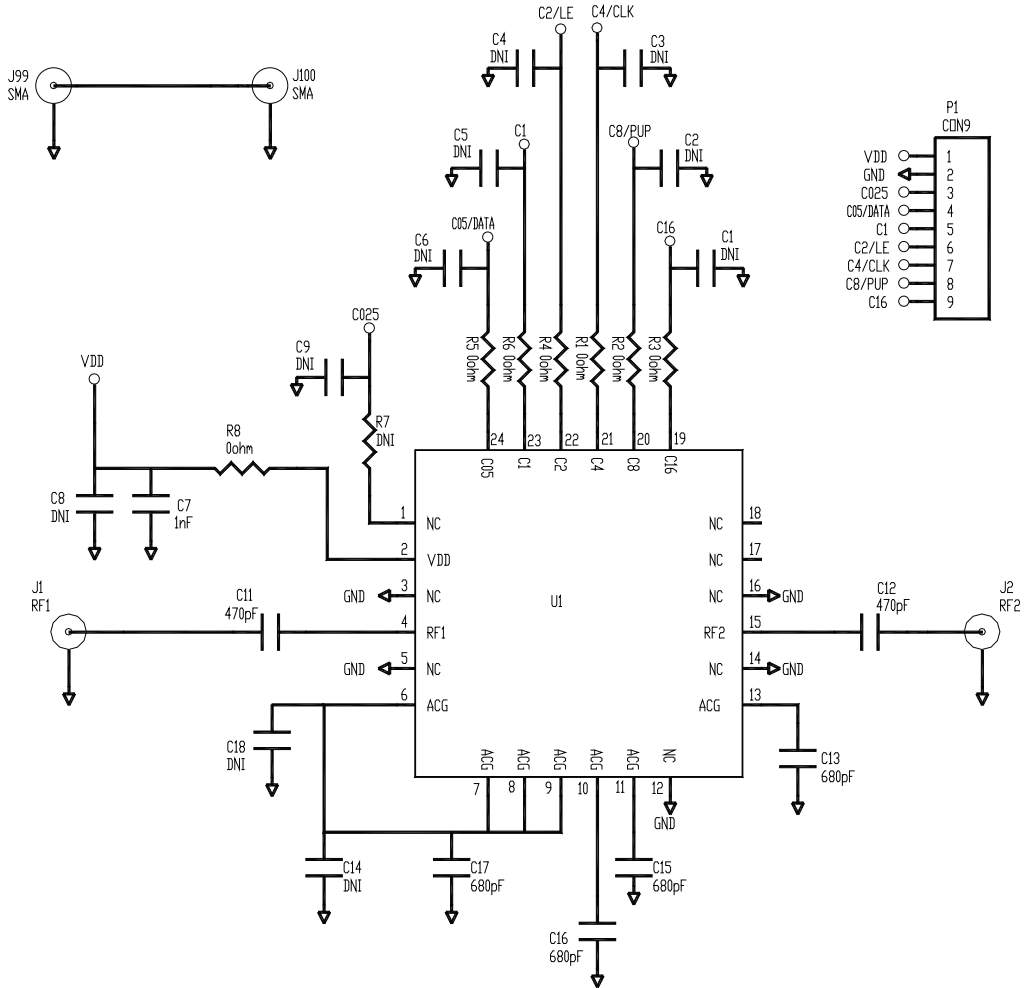 C2/LE
C4/CLK
C4
DNI
C3
DNI
J99
SMA
J100
SMA
P1
CON9
C5
DNI
C1
C8/PUP
C2
DNI
VDD 1
GND 2
C025 3
C05/DATA 4
C1 5
C2/LE 6
C4/CLK 7
C8/PUP 8
C16 9
C6
DNI
C05/DATA
C16
C1
DNI
C025
C9
DNI
VDD
R5 0ohm
R6 0ohm
R4 0ohm
R1 0ohm
R2 0ohm
R3 0ohm
R7
DNI
R8
0ohm
24 23 22 21 20 19
C05 C1 C2 C4 C8 C16
C8
DNI
C7
1nF
1 NC
NC 18
2 VDD
NC 17
GND 3 NC
NC 16 GND
U1
J1
RF1
C11
470pF
4 RF1
RF2 15
C12
470pF
J2
RF2
GND 5 NC
NC 14 GND
6 ACG
ACG 13
C18
DNI
ACG ACG ACG ACG ACG NC
7 8 9 10 11 12
GND
C13
680pF
C14
DNI
C17
680pF
C15
680pF
C16
680pF